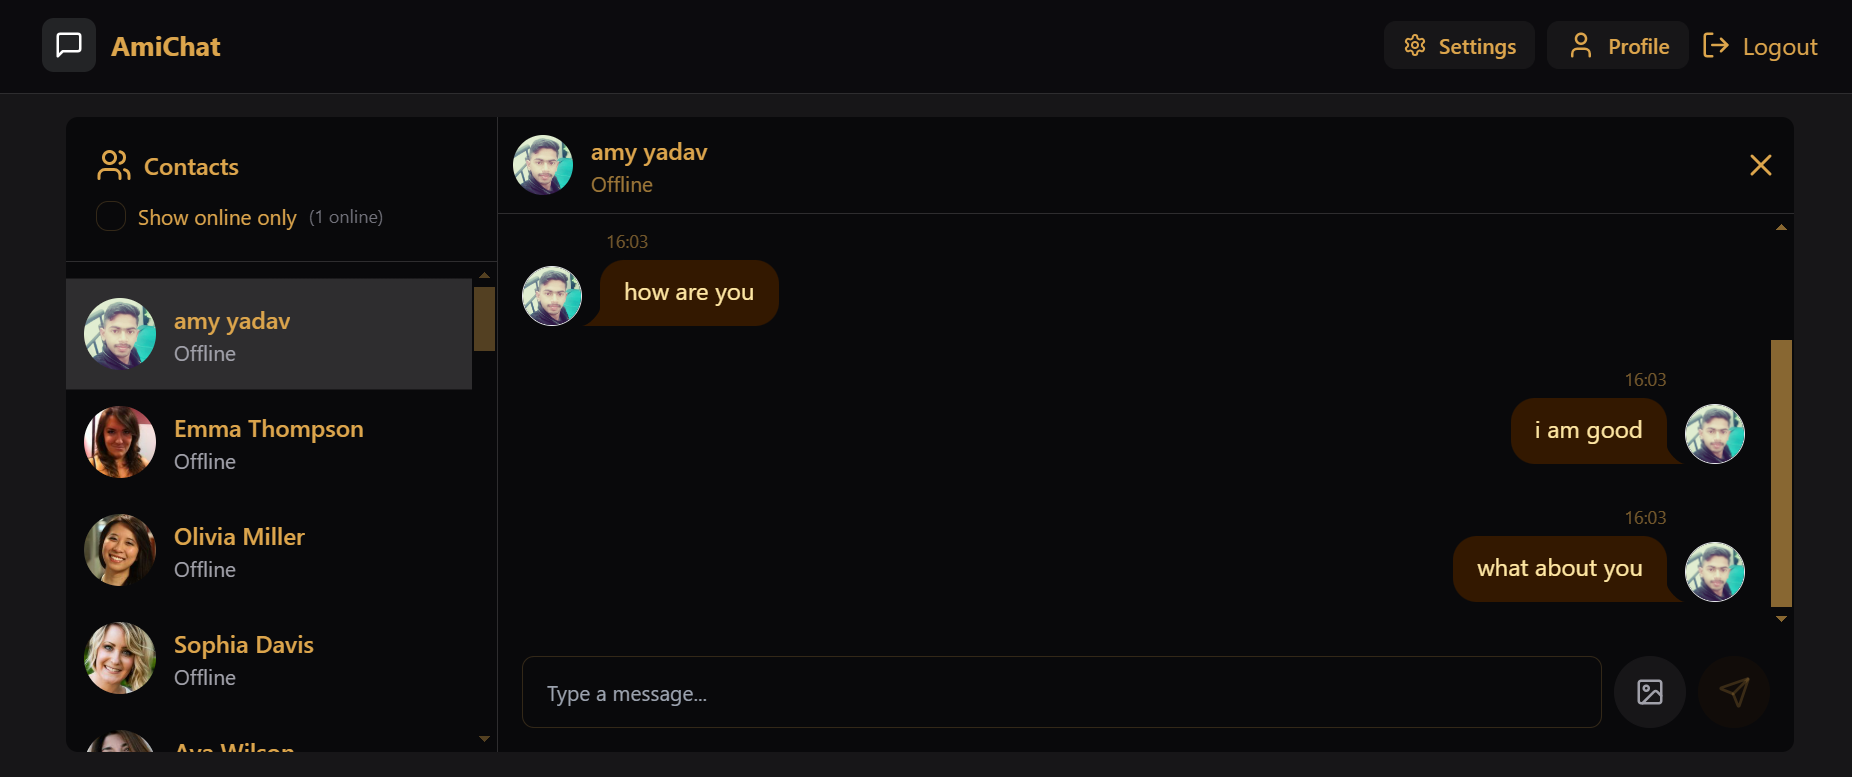 AmiChat
Settings
Profile
Logout
Contacts
Show online only (1 online)
amy yadav
Offline
Emma Thompson
Offline
Olivia Miller
Offline
Sophia Davis
Offline
Ava Wilson
amy yadav
Offline
16:03
how are you
16:03
i am good
16:03
what about you
Type a message...